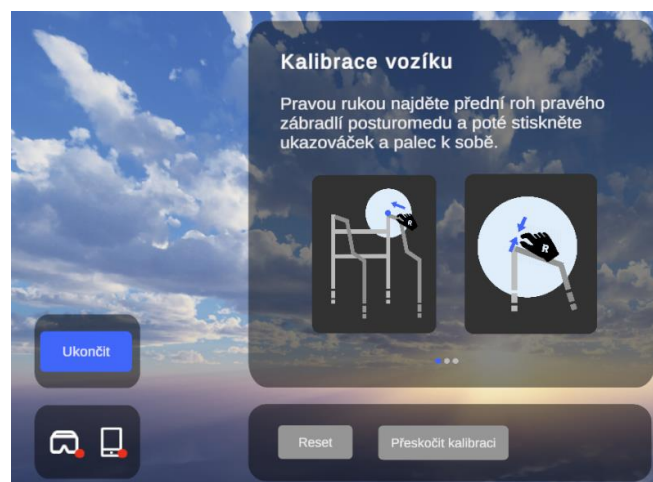 Kalibrace vozíku
Pravou rukou najděte přední roh pravého
zábradlí posturomedu a poté stiskněte
ukazováček a palec k sobě.
R
R
Ukončit
Reset
Přeskočit kalibraci